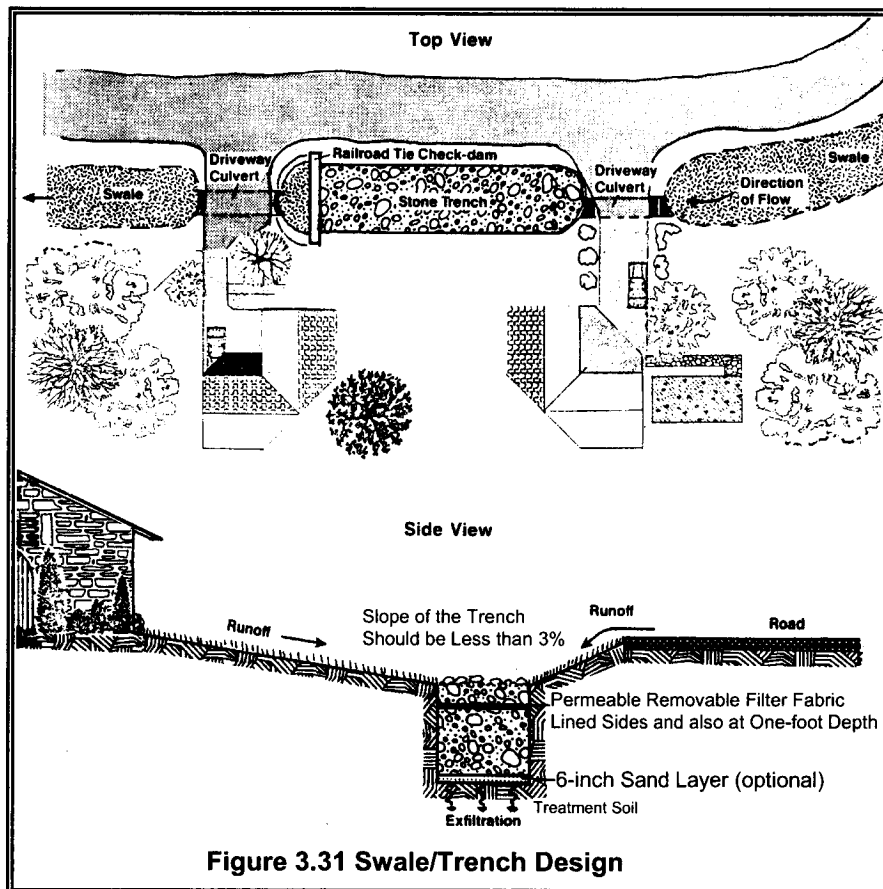 Top View
Railroad Tie Check-dam
Driveway
Culvert
Swale
Stone Trench
Driveway
Culvert
Swale
Direction
of Flow
Side View
Runoff
Slope of the Trench
Should be Less than 3%
Runoff
Road
Permeable Removable Filter Fabric
Lined Sides and also at One-foot Depth
6-inch Sand Layer (optional)
Treatment Soil
Exfiltration
Figure 3.31 Swale/Trench Design